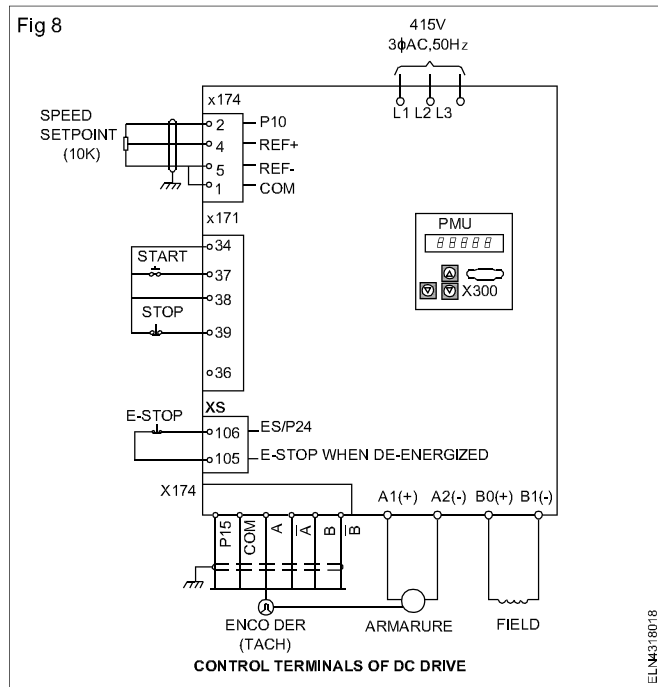 Fig 8
415V
3ϕAC,50Hz
L1 L2 L3
x174
SPEED
SETPOINT
(10K)
2
P10
4
REF+
5
REF-
1
COM
x171
34
START
37
38
STOP
39
36
PMU
88888
X300
XS
E-STOP
106
ES/P24
105
E-STOP WHEN DE-ENERGIZED
X174
A1(+)
A2(-)
B0(+)
B1(-)
P15
COM
A
A̅
B
B̅
ENCO DER
(TACH)
ARMARURE
FIELD
CONTROL TERMINALS OF DC DRIVE
ELN4318018